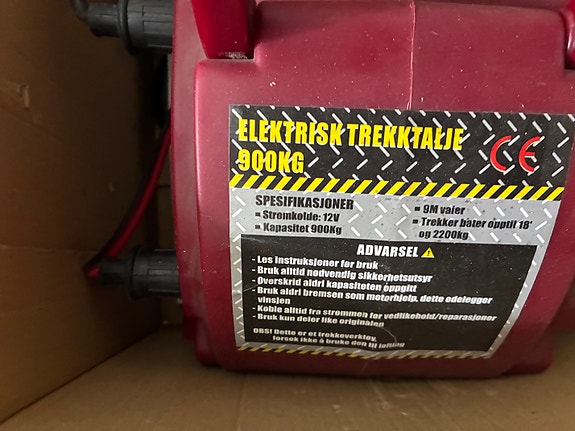 ELEKTRISK TREKKTALJE
900KG
CE
SPESIFIKASJONER
= Stromkolde: 12V
= Kapasitet 900Kg
= 9M vaier
= Trekker båter opptil 18'
og 2200kg
ADVARSEL
- Les instruksjoner før bruk
- Bruk alltid nødvendig sikkerhetsutsyr
- Overskrid aldri kapasiteten oppgitt
- Bruk aldri bremsen som motorhjelp, dette ødelegger
vinsjen
- Koble alltid fra strømmen før vedlikehold/reparasjoner
- Bruk kun deler like originalen
OBS! Dette er et trekkeverktøy,
forsøk ikke å bruke den til løfting